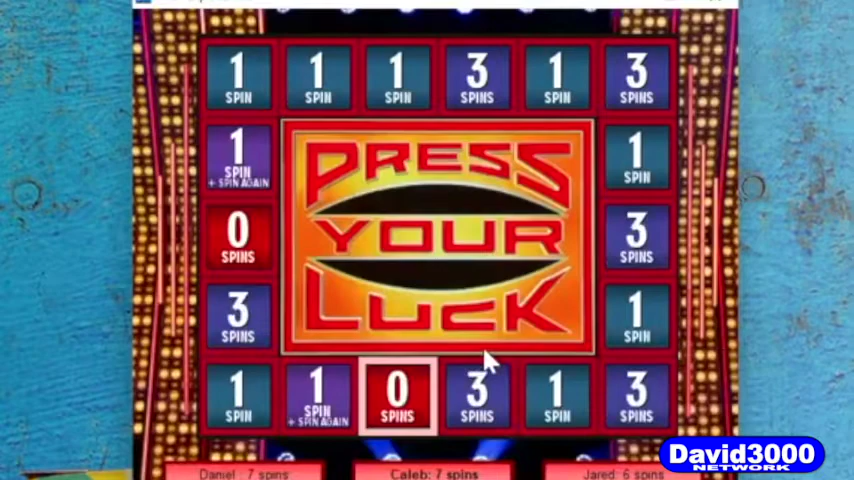 1 SPIN
1 SPIN
1 SPIN
3 SPINS
1 SPIN
3 SPINS
1 SPIN + SPIN AGAIN
1 SPIN
0 SPINS
3 SPINS
3 SPINS
1 SPIN
PRESS
YOUR
LUCK
1 SPIN
1 SPIN + SPIN AGAIN
0 SPINS
3 SPINS
1 SPIN
3 SPINS
Daniel : 7 spins
Caleb: 7 spins
Jared: 6 spins
David3000
NETWORK